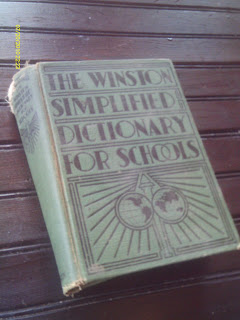 THE WINSTON
SIMPLIFIED
DICTIONARY
FOR SCHOOLS